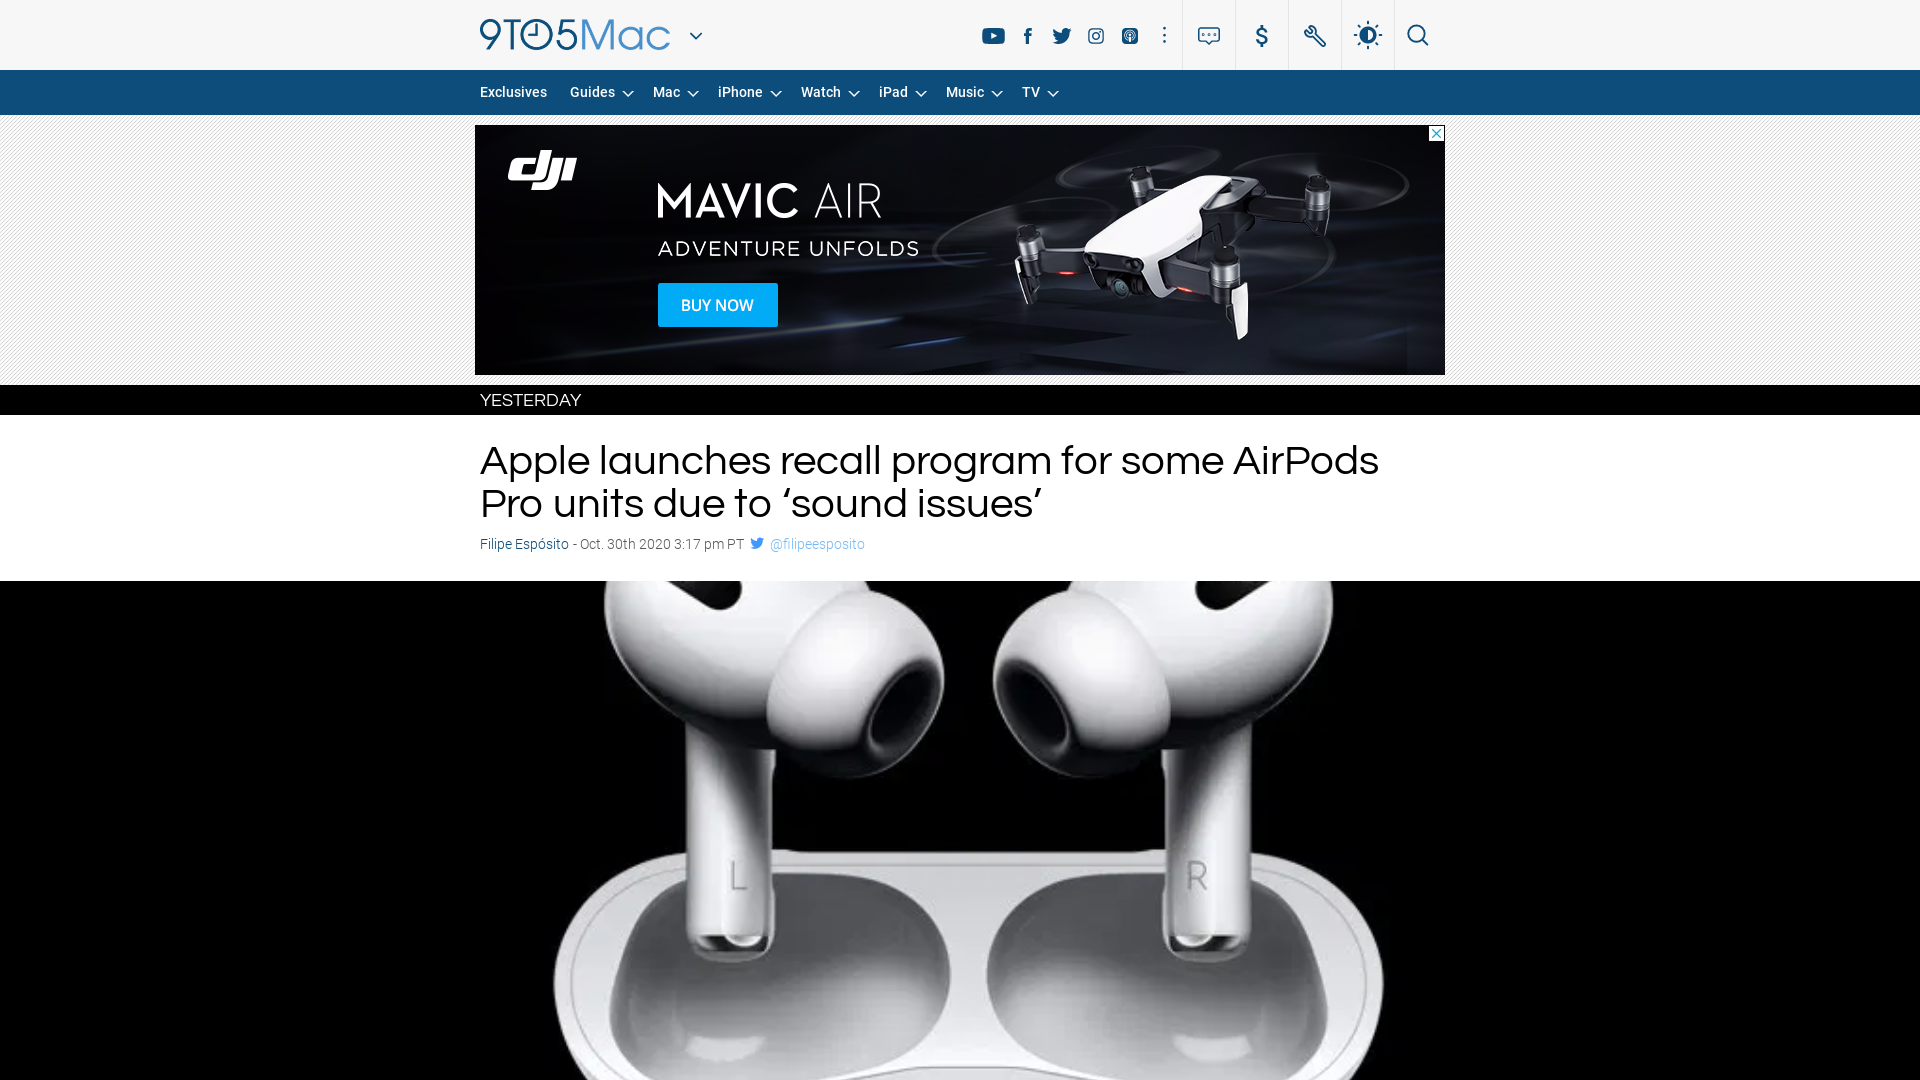 9TO5Mac
Exclusives Guides Mac iPhone Watch iPad Music TV
dji
MAVIC AIR
ADVENTURE UNFOLDS
BUY NOW
YESTERDAY
Apple launches recall program for some AirPods
Pro units due to ‘sound issues’
Filipe Espósito - Oct. 30th 2020 3:17 pm PT @filipeesposito
L R